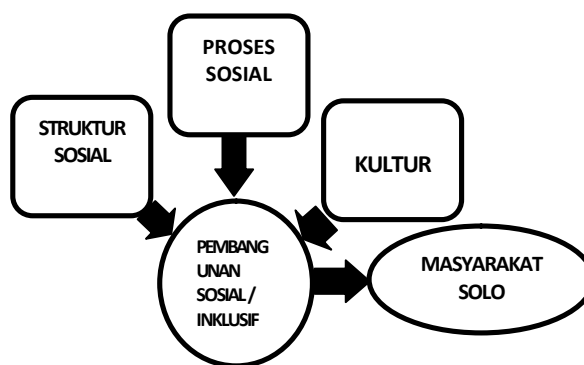 PROSES
SOSIAL
STRUKTUR
SOSIAL
KULTUR
PEMBANG
UNAN
SOSIAL /
INKLUSIF
MASYARAKAT
SOLO